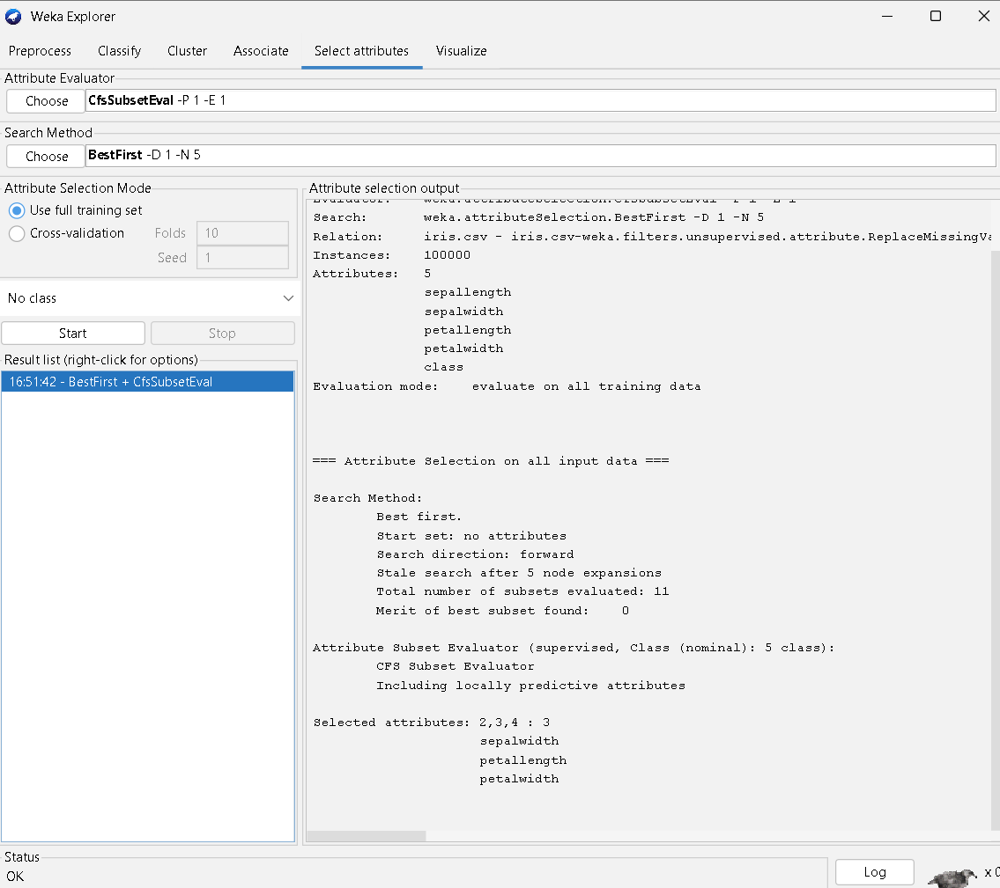 Weka Explorer
Preprocess Classify Cluster Associate Select attributes Visualize
Attribute Evaluator
Choose CfsSubsetEval -P 1 -E 1
Search Method
Choose BestFirst -D 1 -N 5
Attribute Selection Mode
Use full training set
Cross-validation Folds 10
Seed 1
No class
Start Stop
Result list (right-click for options)
16:51:42 - BestFirst + CfsSubsetEval
Attribute selection output
Evaluator: weka.attributeSelection.CfsSubsetEval -P 1 -E 1
Search: weka.attributeSelection.BestFirst -D 1 -N 5
Relation: iris.csv - iris.csv-weka.filters.unsupervised.attribute.ReplaceMissingVa
Instances: 100000
Attributes: 5
sepallength
sepalwidth
petallength
petalwidth
class
Evaluation mode: evaluate on all training data
=== Attribute Selection on all input data ===
Search Method:
Best first.
Start set: no attributes
Search direction: forward
Stale search after 5 node expansions
Total number of subsets evaluated: 11
Merit of best subset found: 0
Attribute Subset Evaluator (supervised, Class (nominal): 5 class):
CFS Subset Evaluator
Including locally predictive attributes
Selected attributes: 2,3,4 : 3
sepalwidth
petallength
petalwidth
Status
OK
Log
x 0